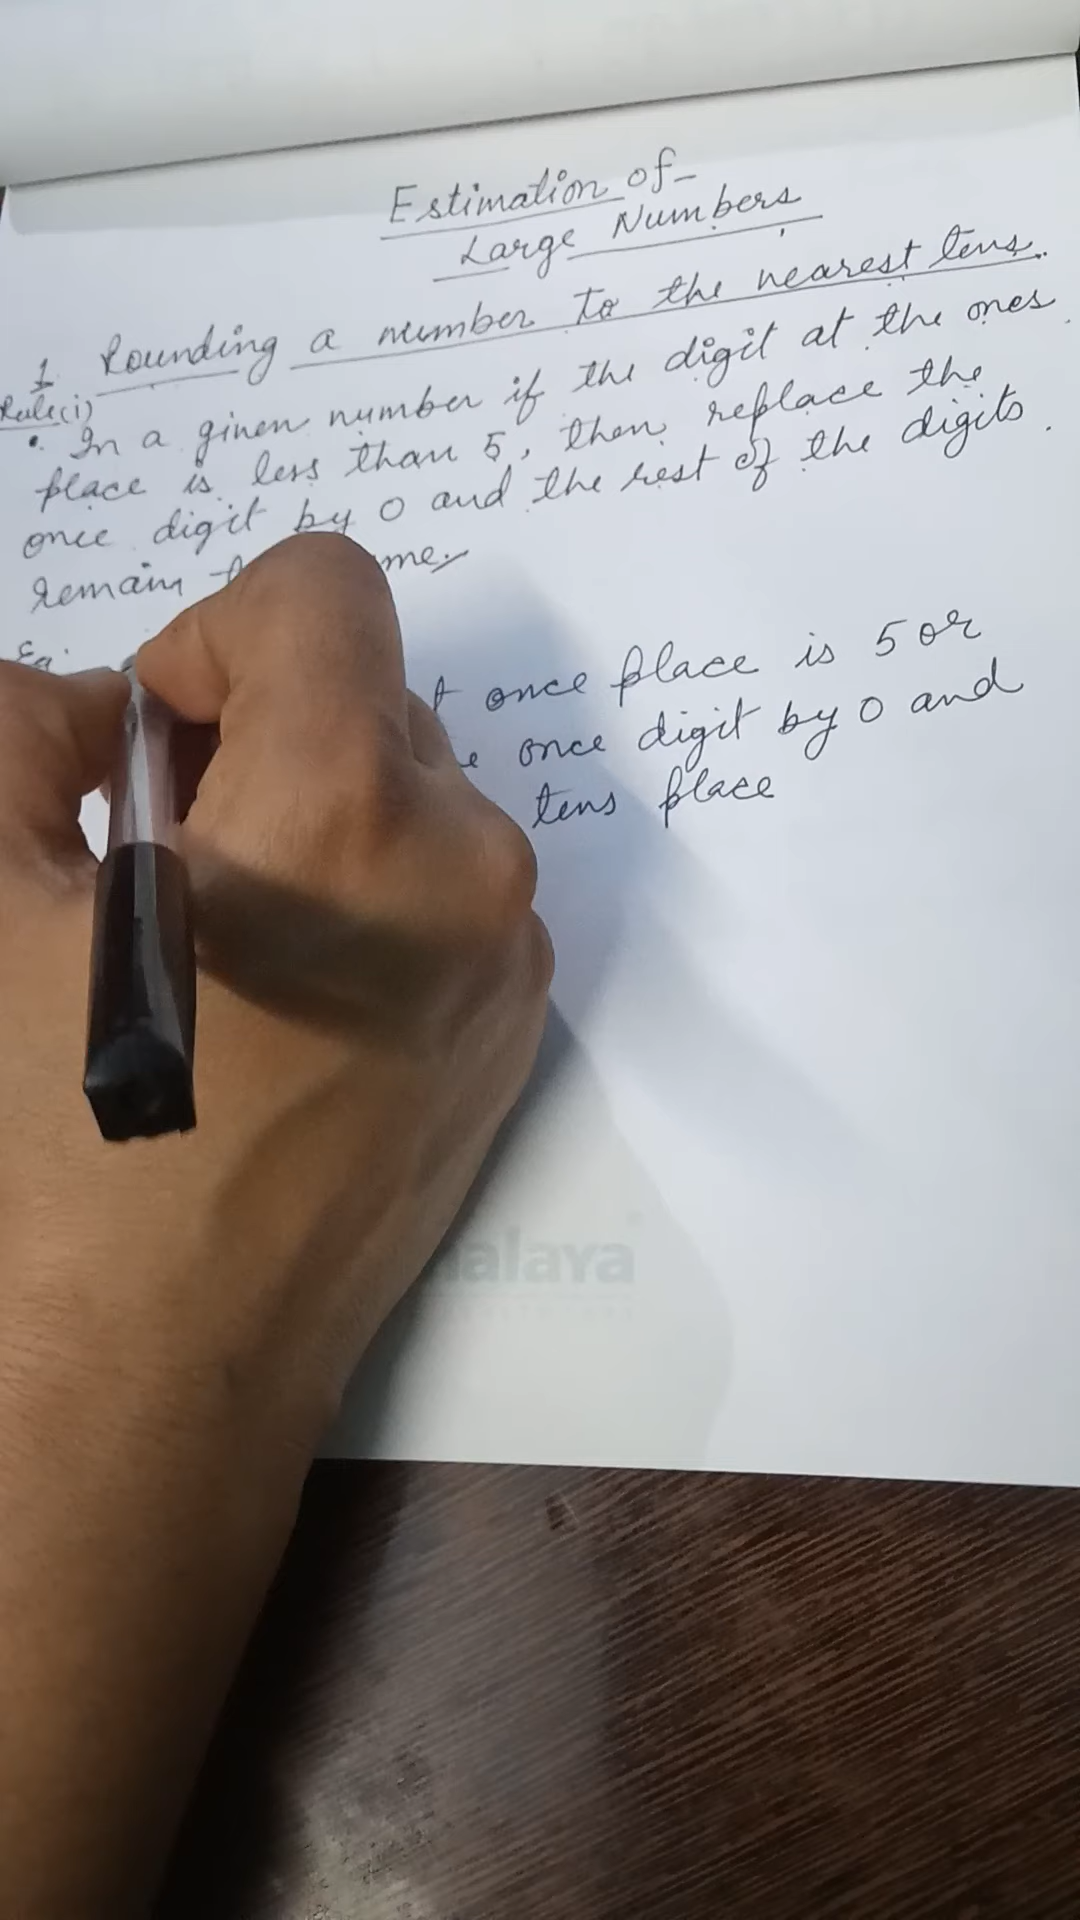 Estimation of-
Large Numbers
1. Rounding a number to the nearest tens.
Rule(i)
• In a given number if the digit at the ones
place is less than 5, then replace the
once digit by 0 and the rest of the digits
remain
Eg:
once place is 5 or
once digit by 0 and
tens place
alaya